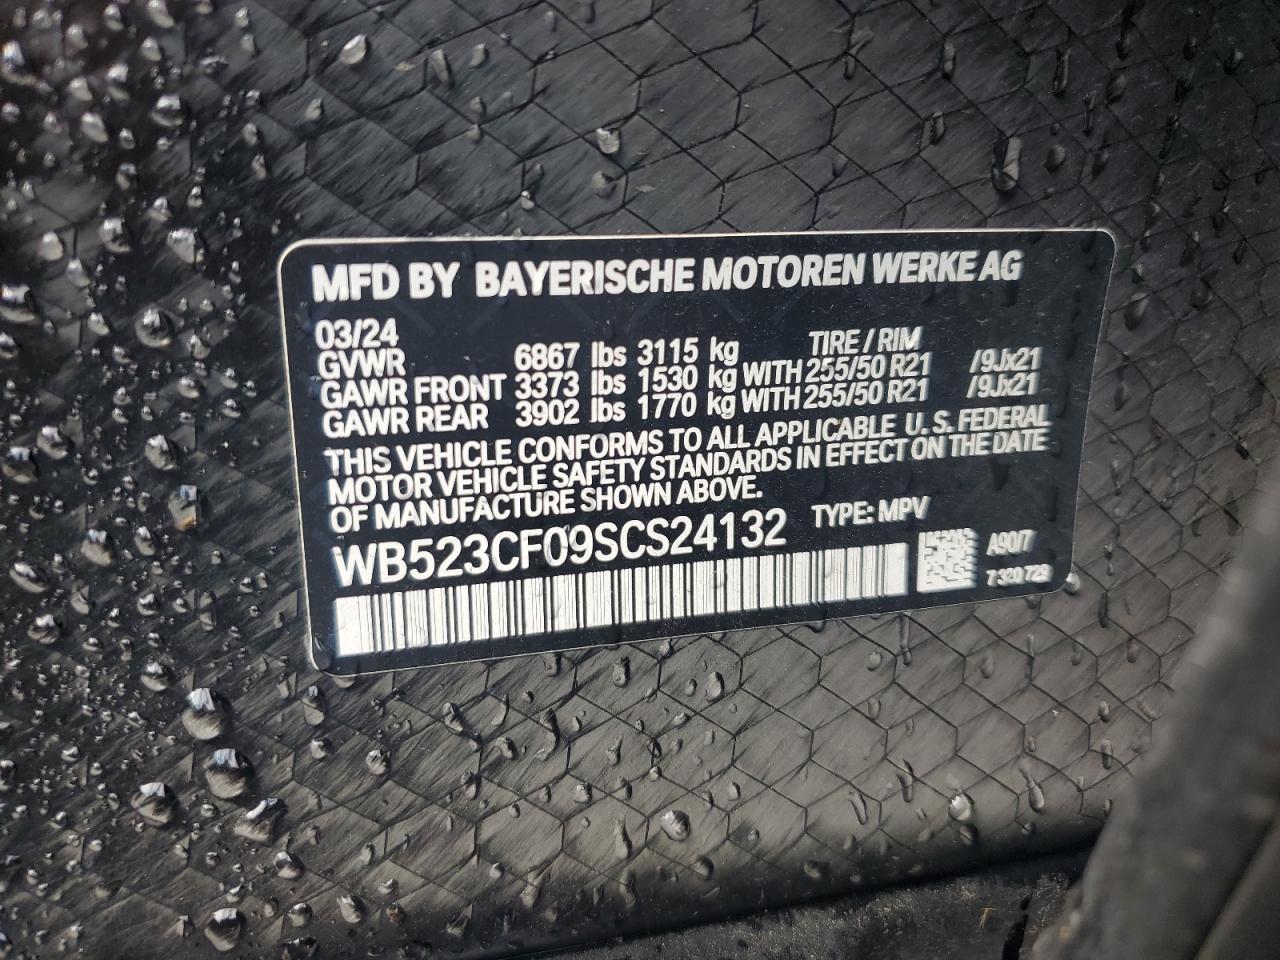 MFD BY BAYERISCHE MOTOREN WERKE AG
03/24
GVWR 6867 lbs 3115 kg TIRE / RIM
GAWR FRONT 3373 lbs 1530 kg WITH 255/50 R21 /9Jx21
GAWR REAR 3902 lbs 1770 kg WITH 255/50 R21 /9Jx21
THIS VEHICLE CONFORMS TO ALL APPLICABLE U.S. FEDERAL
MOTOR VEHICLE SAFETY STANDARDS IN EFFECT ON THE DATE
OF MANUFACTURE SHOWN ABOVE.
WB523CF09SCS24132 TYPE: MPV
A90/7
7 320 728